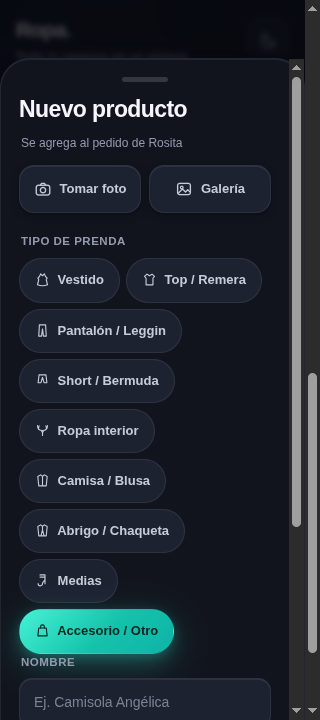 Ropa.
Nuevo producto
Se agrega al pedido de Rosita
Tomar foto
Galería
TIPO DE PRENDA
Vestido
Top / Remera
Pantalón / Leggin
Short / Bermuda
Ropa interior
Camisa / Blusa
Abrigo / Chaqueta
Medias
Accesorio / Otro
NOMBRE
Ej. Camisola Angélica